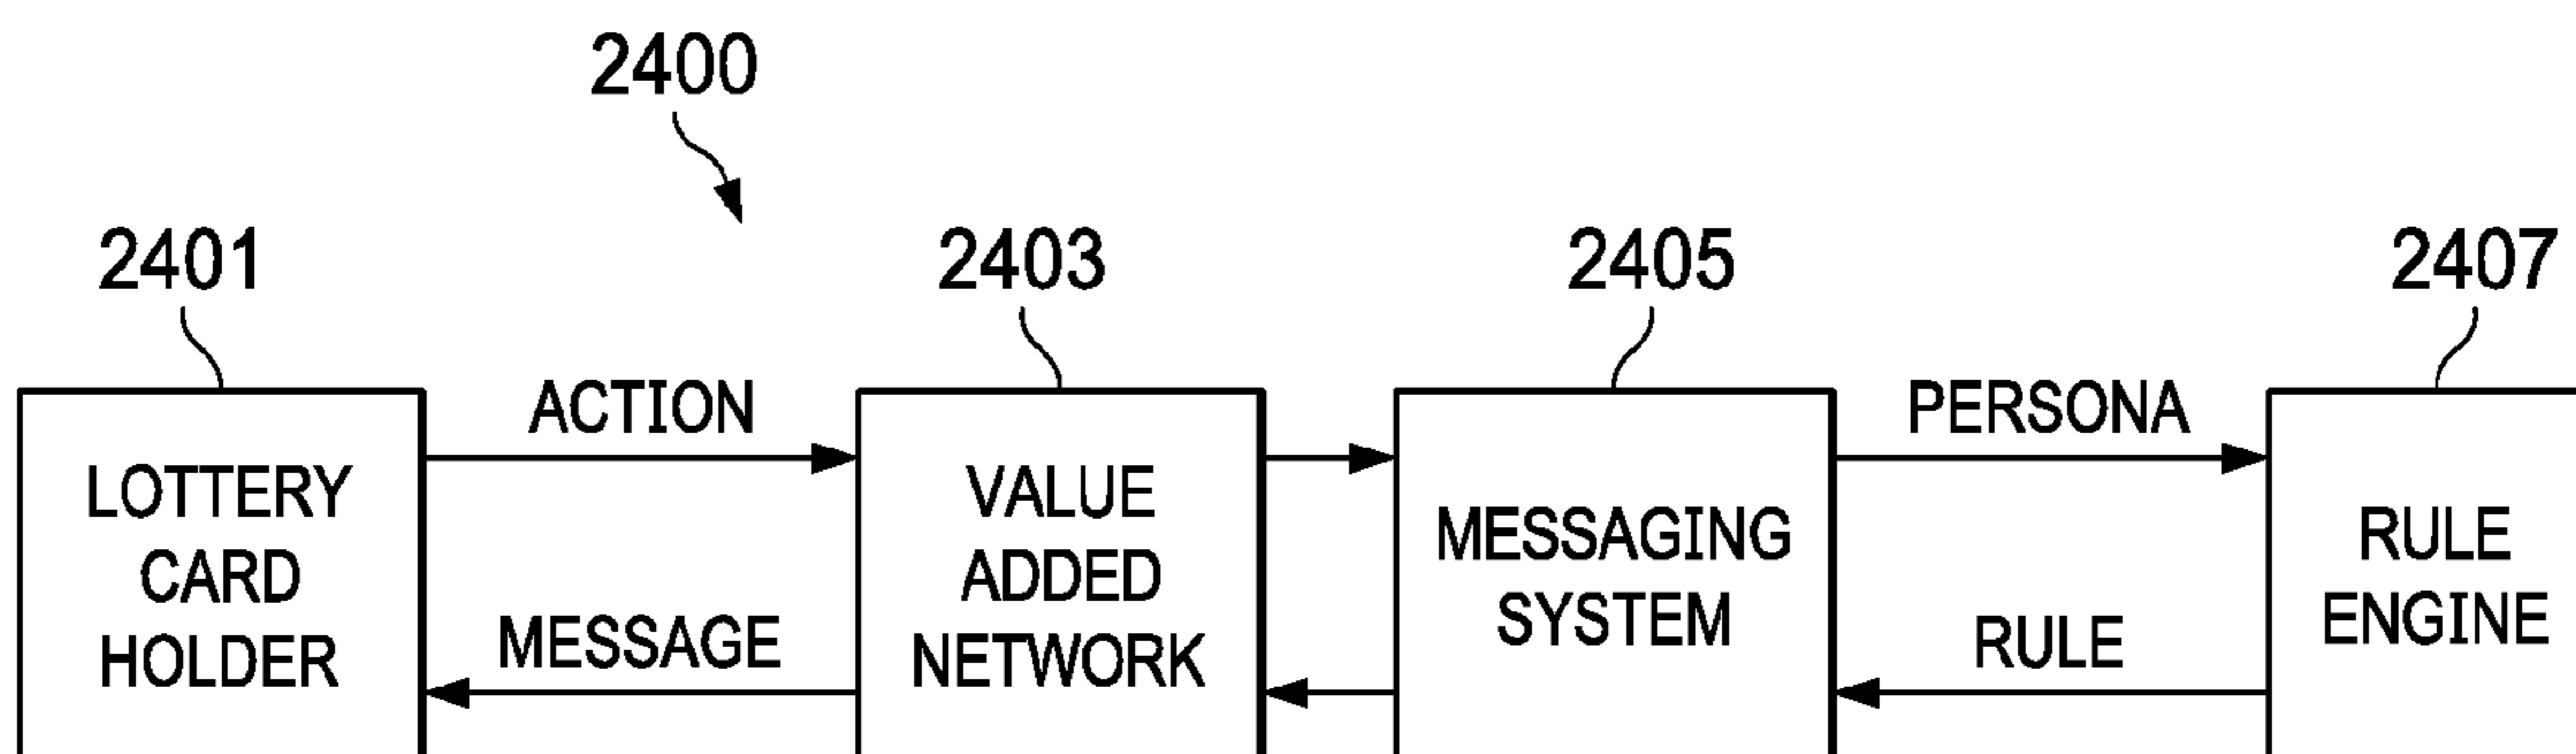 2400
2401
2403
2405
2407
ACTION
PERSONA
LOTTERY
CARD
HOLDER
VALUE
ADDED
NETWORK
MESSAGING
SYSTEM
RULE
ENGINE
MESSAGE
RULE